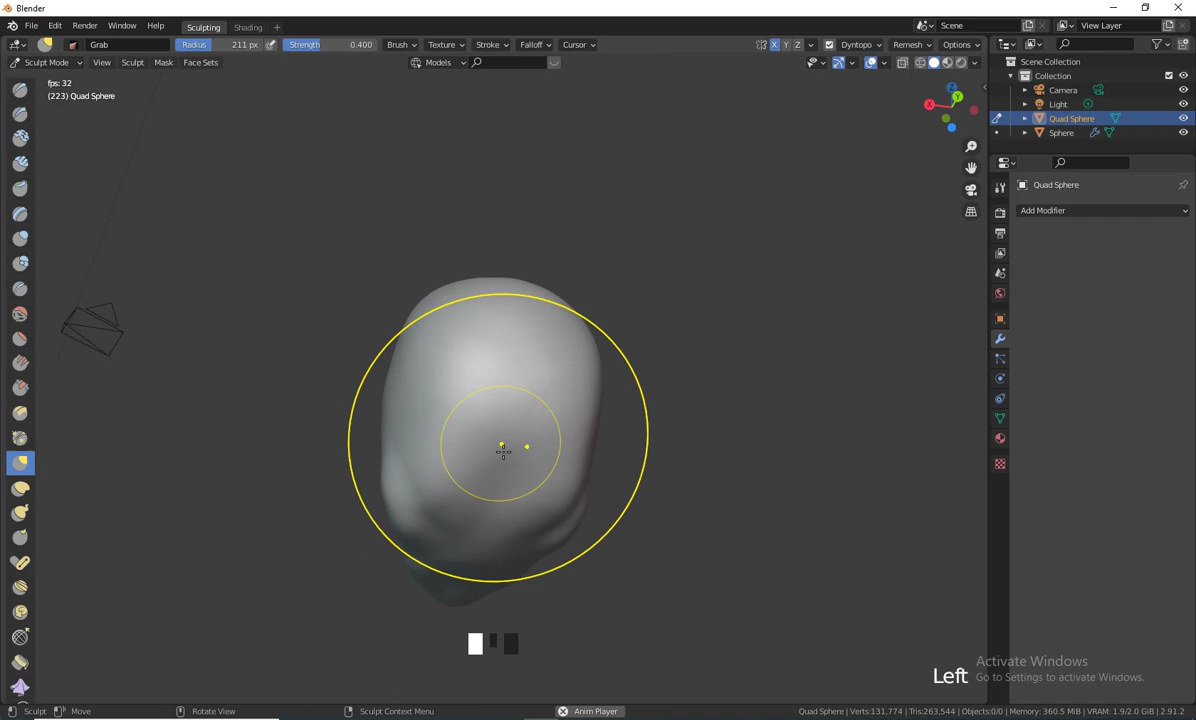 Blender
File Edit Render Window Help Sculpting Shading + Scene View Layer
Grab Radius 211 px Strength 0.400 Brush Texture Stroke Falloff Cursor X Y Z Dyntopo Remesh Options
Sculpt Mode View Sculpt Mask Face Sets Models
fps: 32
(223) Quad Sphere
Z
Y
X
Scene Collection
Collection
Camera
Light
Quad Sphere
Sphere
Quad Sphere
Add Modifier
Left
Activate Windows
Go to Settings to activate Windows.
Sculpt Move Rotate View Sculpt Context Menu Anim Player Quad Sphere | Verts:131,774 | Tris:263,544 | Objects:0/0 | Memory: 360.5 MiB | VRAM: 1.9/2.0 GiB | 2.91.2